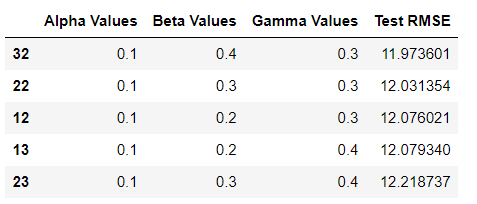 Alpha Values Beta Values Gamma Values Test RMSE
32 0.1 0.4 0.3 11.973601
22 0.1 0.3 0.3 12.031354
12 0.1 0.2 0.3 12.076021
13 0.1 0.2 0.4 12.079340
23 0.1 0.3 0.4 12.218737